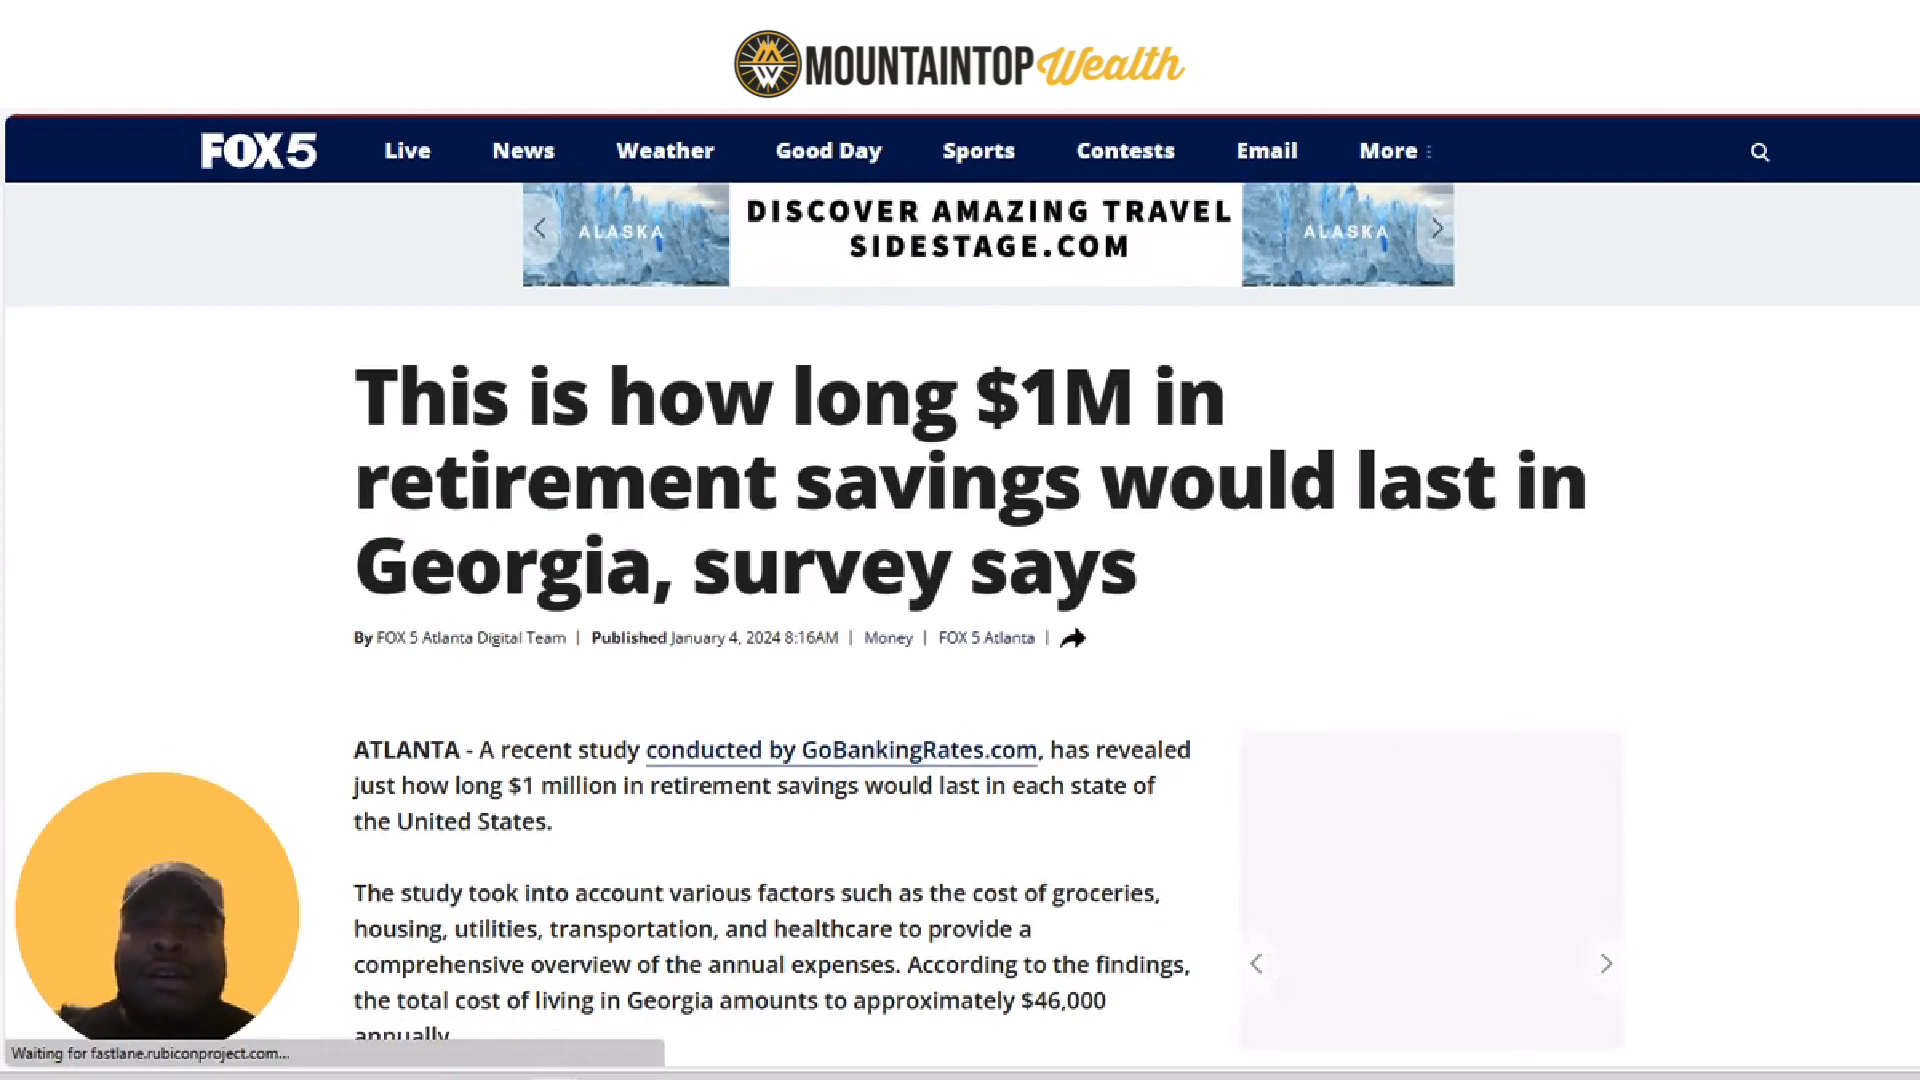 MOUNTAINTOP Wealth
FOX 5 Live News Weather Good Day Sports Contests Email More
ALASKA
DISCOVER AMAZING TRAVEL
SIDESTAGE.COM
ALASKA
This is how long $1M in
retirement savings would last in
Georgia, survey says
By FOX 5 Atlanta Digital Team | Published January 4, 2024 8:16AM | Money | FOX 5 Atlanta |
ATLANTA - A recent study conducted by GoBankingRates.com, has revealed
just how long $1 million in retirement savings would last in each state of
the United States.
The study took into account various factors such as the cost of groceries,
housing, utilities, transportation, and healthcare to provide a
comprehensive overview of the annual expenses. According to the findings,
the total cost of living in Georgia amounts to approximately $46,000
annually
Waiting for fastlane.rubiconproject.com...